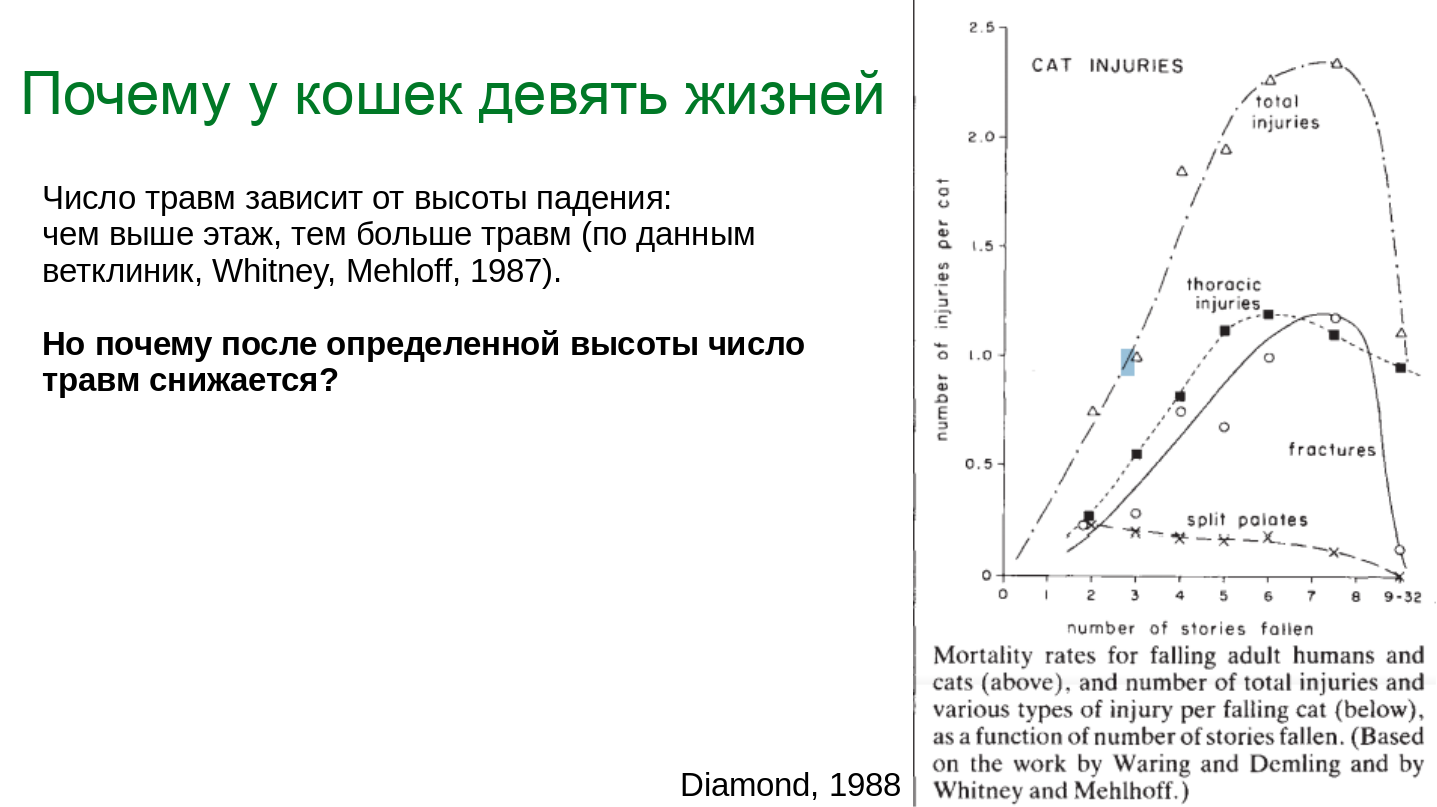 Почему у кошек девять жизней
Число травм зависит от высоты падения:
чем выше этаж, тем больше травм (по данным
ветклиник, Whitney, Mehloff, 1987).
Но почему после определенной высоты число
травм снижается?
Diamond, 1988
2.5
CAT INJURIES
total
injuries
2.0
1.5
thoracic
injuries
1.0
fractures
0.5
split palates
0
number of injuries per cat
0 1 2 3 4 5 6 7 8 9-32
number of stories fallen
Mortality rates for falling adult humans and
cats (above), and number of total injuries and
various types of injury per falling cat (below),
as a function of number of stories fallen. (Based
on the work by Waring and Demling and by
Whitney and Mehlhoff.)